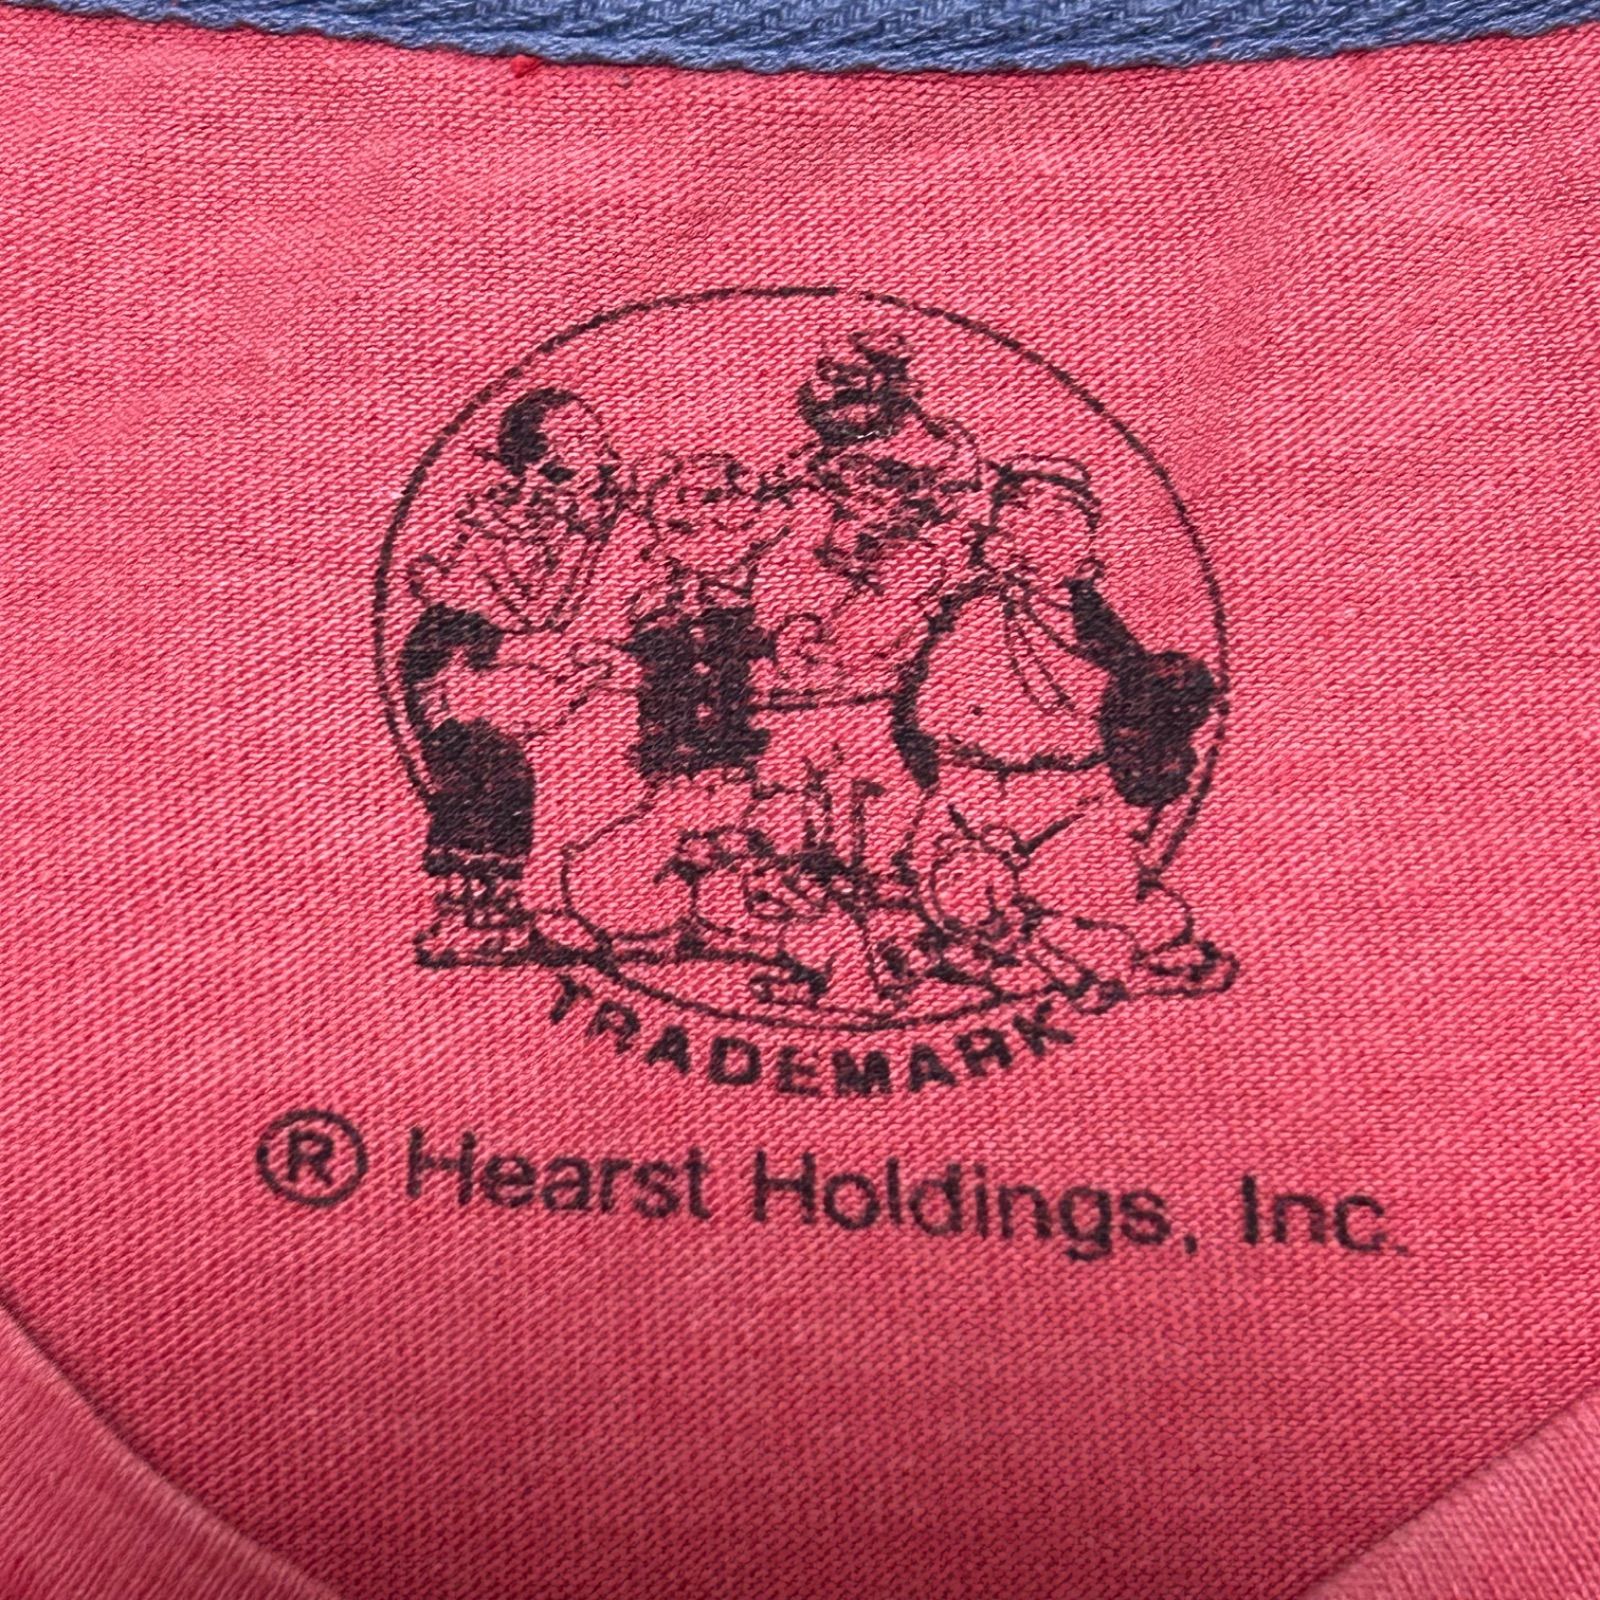 TRADEMARK
® Hearst Holdings, Inc.